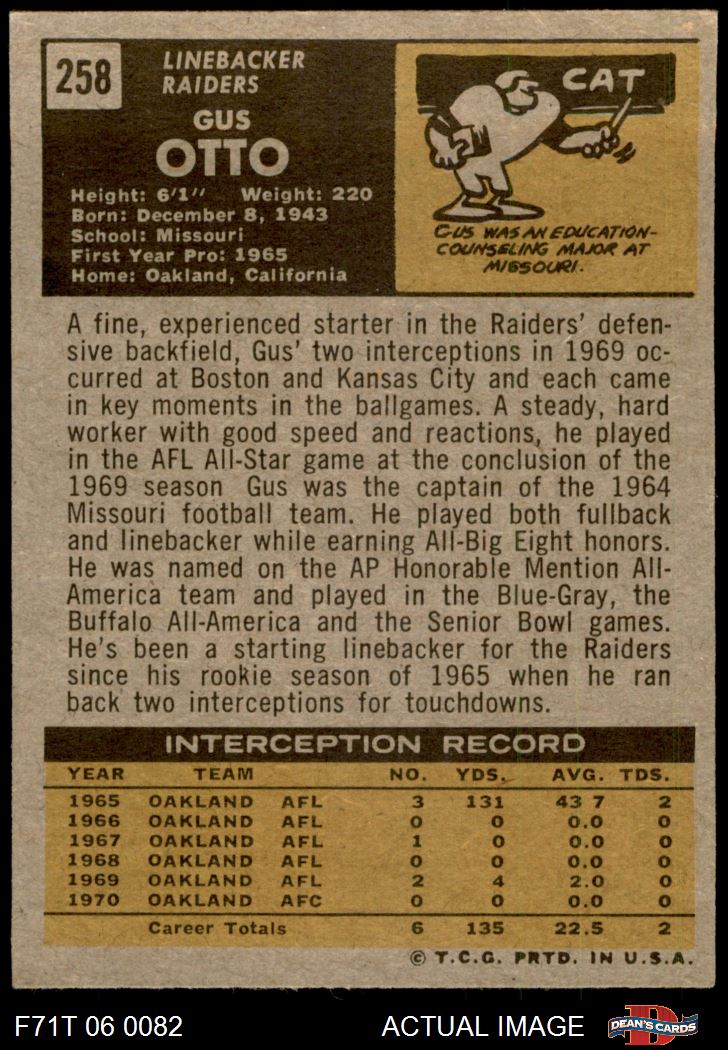 258
LINEBACKER
RAIDERS
GUS
OTTO
Height: 6'1" Weight: 220
Born: December 8, 1943
School: Missouri
First Year Pro: 1965
Home: Oakland, California
CAT
GUS WAS AN EDUCATION-
COUNSELING MAJOR AT
MISSOURI.
A fine, experienced starter in the Raiders' defen-
sive backfield, Gus' two interceptions in 1969 oc-
curred at Boston and Kansas City and each came
in key moments in the ballgames. A steady, hard
worker with good speed and reactions, he played
in the AFL All-Star game at the conclusion of the
1969 season Gus was the captain of the 1964
Missouri football team. He played both fullback
and linebacker while earning All-Big Eight honors.
He was named on the AP Honorable Mention All-
America team and played in the Blue-Gray, the
Buffalo All-America and the Senior Bowl games.
He's been a starting linebacker for the Raiders
since his rookie season of 1965 when he ran
back two interceptions for touchdowns.
INTERCEPTION RECORD
YEAR TEAM NO. YDS. AVG. TDS.
1965 OAKLAND AFL 3 131 43 7 2
1966 OAKLAND AFL 0 0 0.0 0
1967 OAKLAND AFL 1 0 0.0 0
1968 OAKLAND AFL 0 0 0.0 0
1969 OAKLAND AFL 2 4 2.0 0
1970 OAKLAND AFC 0 0 0.0 0
Career Totals 6 135 22.5 2
© T.C.G. PRTD. IN U.S.A.
F71T 06 0082 ACTUAL IMAGE DEAN'S CARDS